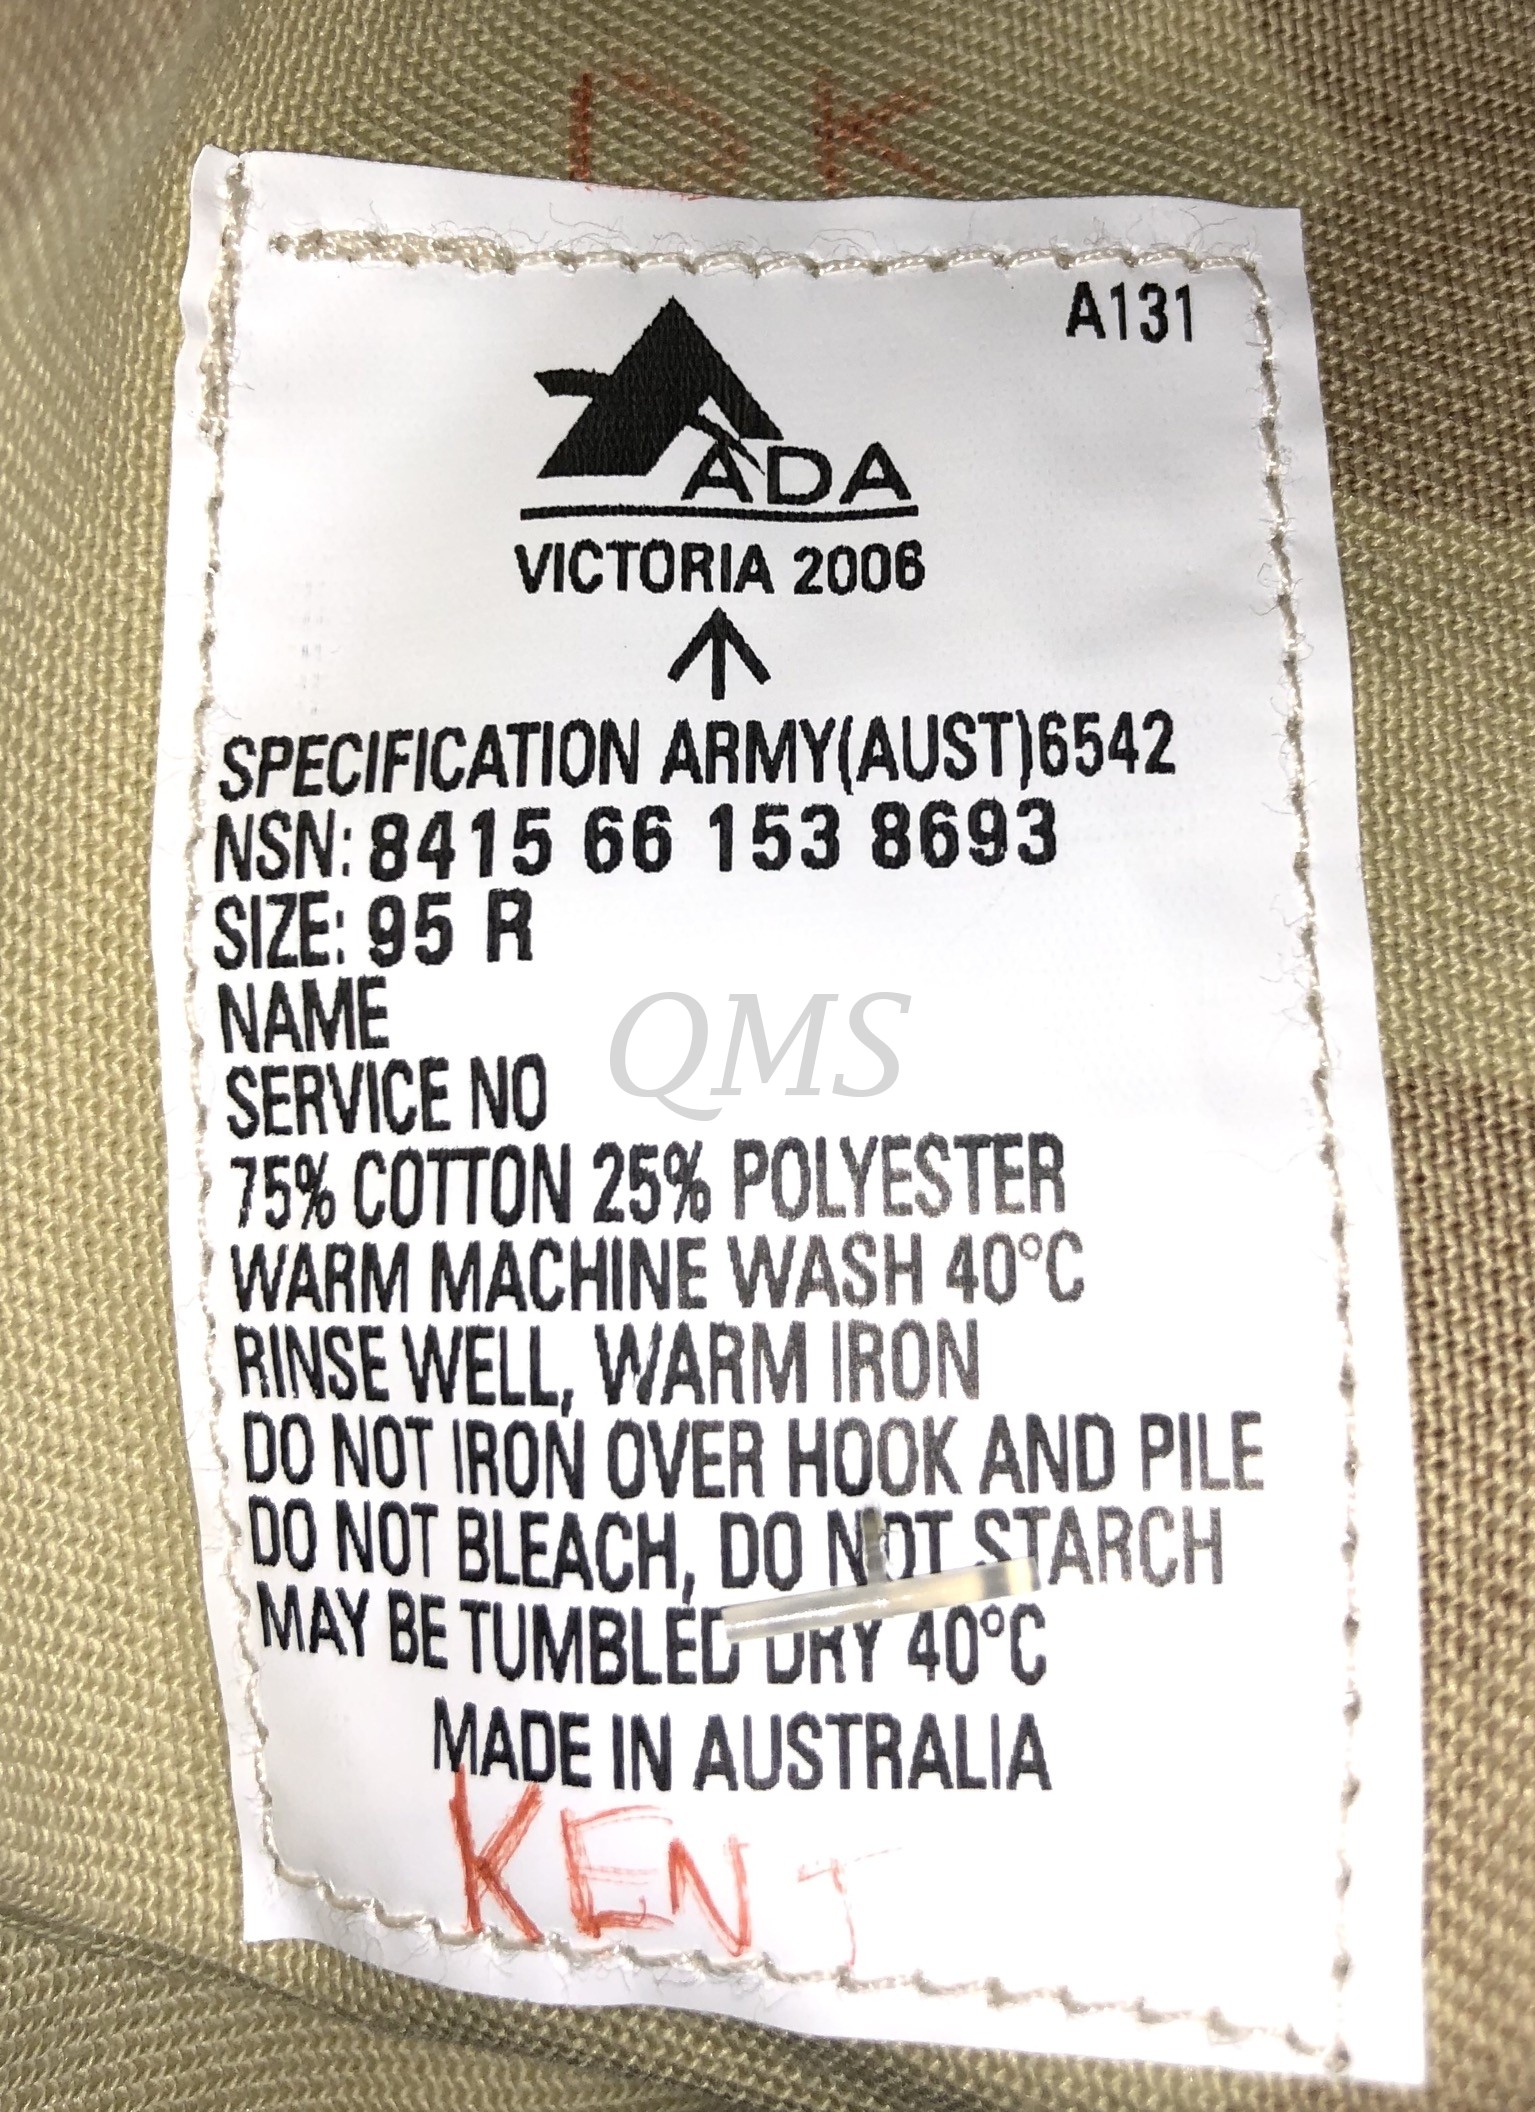 DK
A131
ADA
VICTORIA 2006
SPECIFICATION ARMY(AUST)6542
NSN: 8415 66 153 8693
SIZE: 95 R
NAME
QMS
SERVICE NO
75% COTTON 25% POLYESTER
WARM MACHINE WASH 40°C
RINSE WELL, WARM IRON
DO NOT IRON OVER HOOK AND PILE
DO NOT BLEACH, DO NOT STARCH
MAY BE TUMBLED DRY 40°C
MADE IN AUSTRALIA
KENT